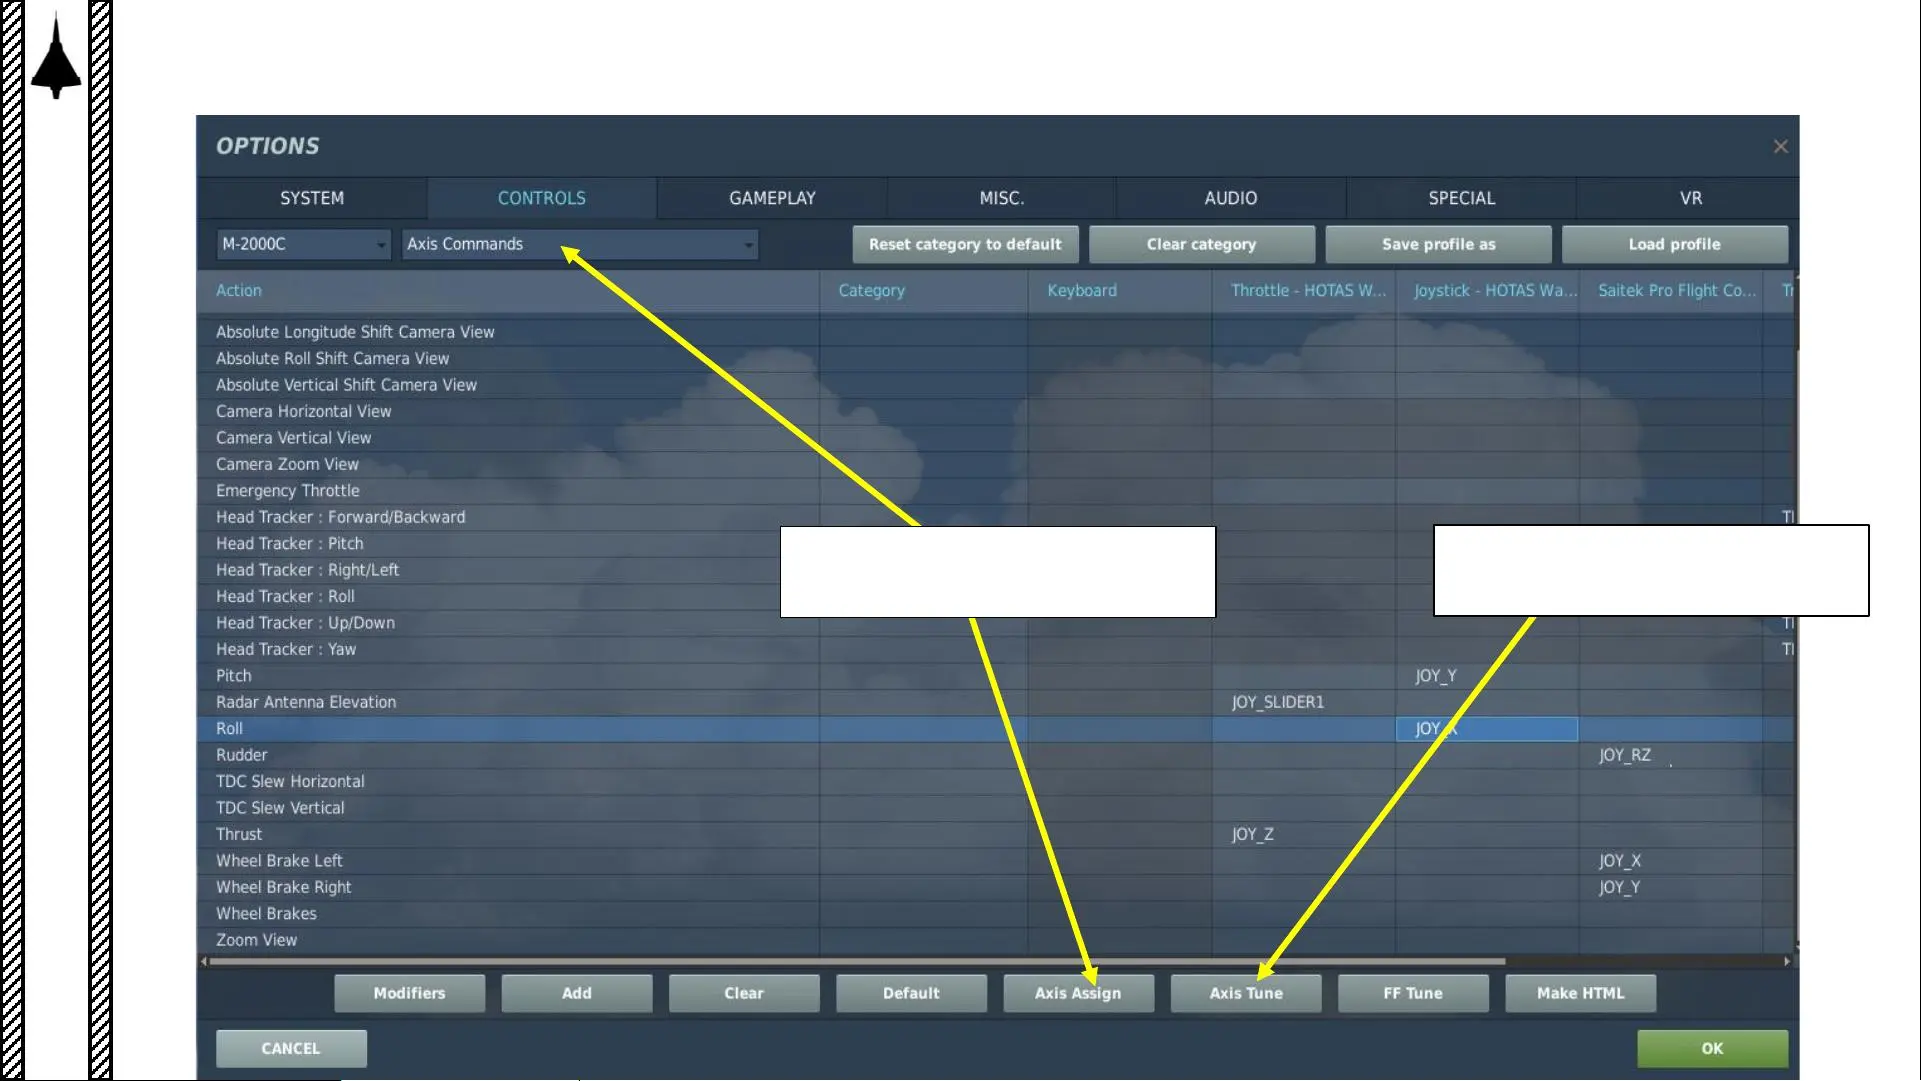 OPTIONS
SYSTEM CONTROLS GAMEPLAY MISC. AUDIO SPECIAL VR
M-2000C Axis Commands Reset category to default Clear category Save profile as Load profile
Action Category Keyboard Throttle - HOTAS W... Joystick - HOTAS Wa... Saitek Pro Flight Co...
Absolute Longitude Shift Camera View
Absolute Roll Shift Camera View
Absolute Vertical Shift Camera View
Camera Horizontal View
Camera Vertical View
Camera Zoom View
Emergency Throttle
Head Tracker : Forward/Backward
Head Tracker : Pitch
Head Tracker : Right/Left
Head Tracker : Roll
Head Tracker : Up/Down
Head Tracker : Yaw
Pitch JOY_Y
Radar Antenna Elevation JOY_SLIDER1
Roll JOY_X
Rudder JOY_RZ
TDC Slew Horizontal
TDC Slew Vertical
Thrust JOY_Z
Wheel Brake Left JOY_X
Wheel Brake Right JOY_Y
Wheel Brakes
Zoom View
Modifiers Add Clear Default Axis Assign Axis Tune FF Tune Make HTML
CANCEL OK